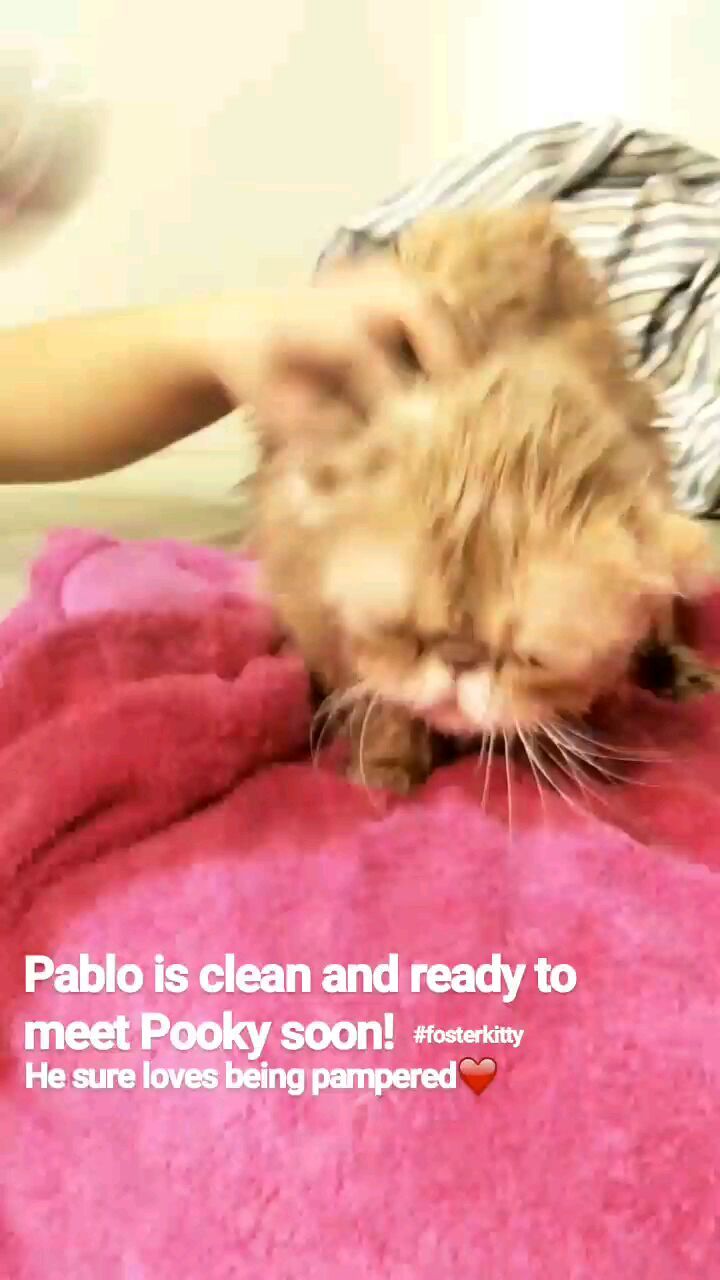 Pablo is clean and ready to
meet Pooky soon! #fosterkitty
He sure loves being pampered❤️